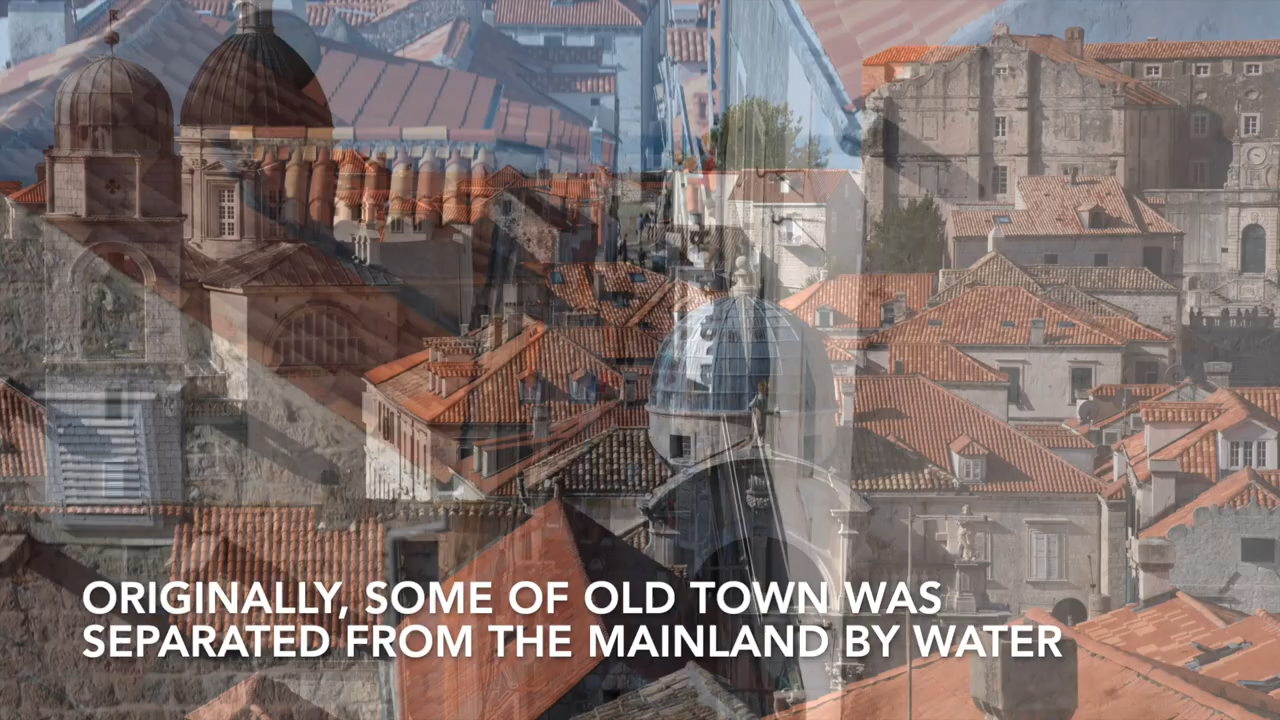 ORIGINALLY, SOME OF OLD TOWN WAS
SEPARATED FROM THE MAINLAND BY WATER